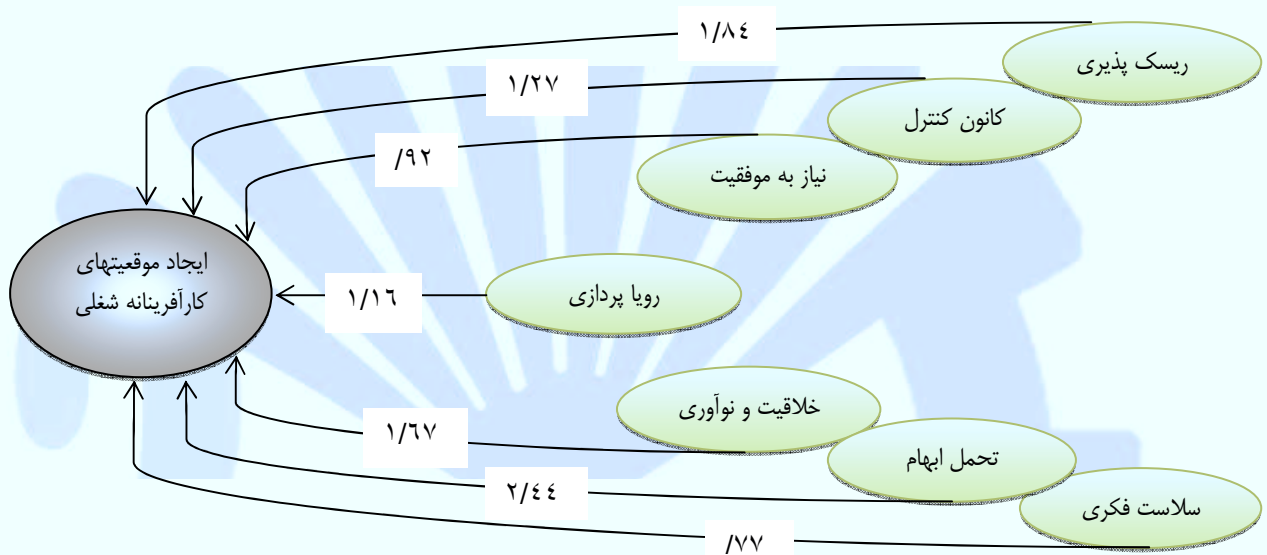 ۱/۸٤
ریسک پذیری
۱/۲۷
کانون کنترل
/۹۲
نیاز به موفقیت
ایجاد موقعیتهای
کارآفرینانه شغلی
۱/۱٦
رویا پردازی
۱/٦۷
خلاقیت و نوآوری
تحمل ابهام
۲/٤٤
سلاست فکری
/۷۷